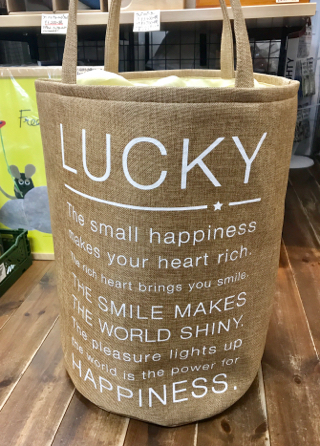 LUCKY
The small happiness
makes your heart rich.
The rich heart brings you smile.
THE SMILE MAKES
THE WORLD SHINY.
The pleasure lights up
the world is the power for
HAPPINESS.
Free